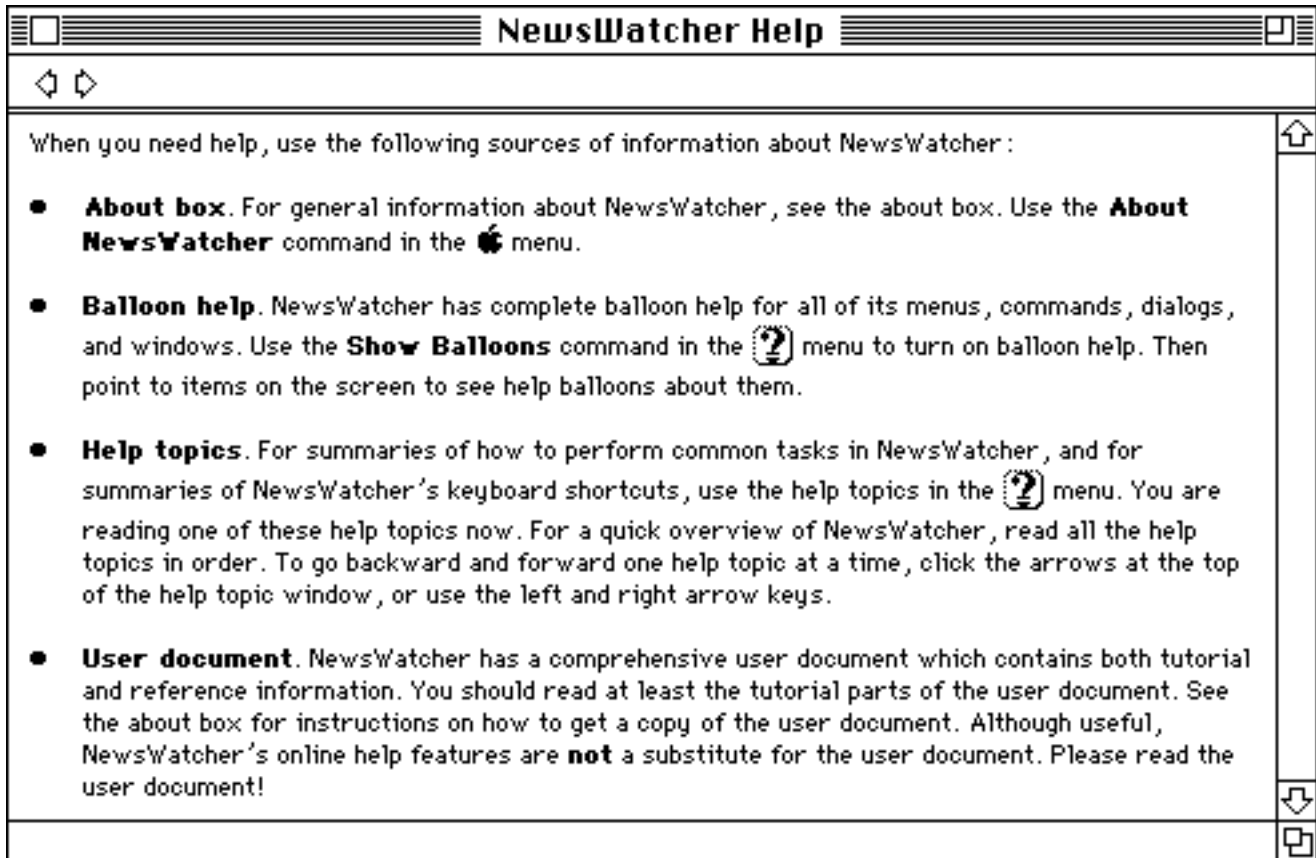 NewsWatcher Help
When you need help, use the following sources of information about NewsWatcher:
• About box. For general information about NewsWatcher, see the about box. Use the About
NewsWatcher command in the menu.
• Balloon help. NewsWatcher has complete balloon help for all of its menus, commands, dialogs,
and windows. Use the Show Balloons command in the ? menu to turn on balloon help. Then
point to items on the screen to see help balloons about them.
• Help topics. For summaries of how to perform common tasks in NewsWatcher, and for
summaries of NewsWatcher's keyboard shortcuts, use the help topics in the ? menu. You are
reading one of these help topics now. For a quick overview of NewsWatcher, read all the help
topics in order. To go backward and forward one help topic at a time, click the arrows at the top
of the help topic window, or use the left and right arrow keys.
• User document. NewsWatcher has a comprehensive user document which contains both tutorial
and reference information. You should read at least the tutorial parts of the user document. See
the about box for instructions on how to get a copy of the user document. Although useful,
NewsWatcher's online help features are not a substitute for the user document. Please read the
user document!